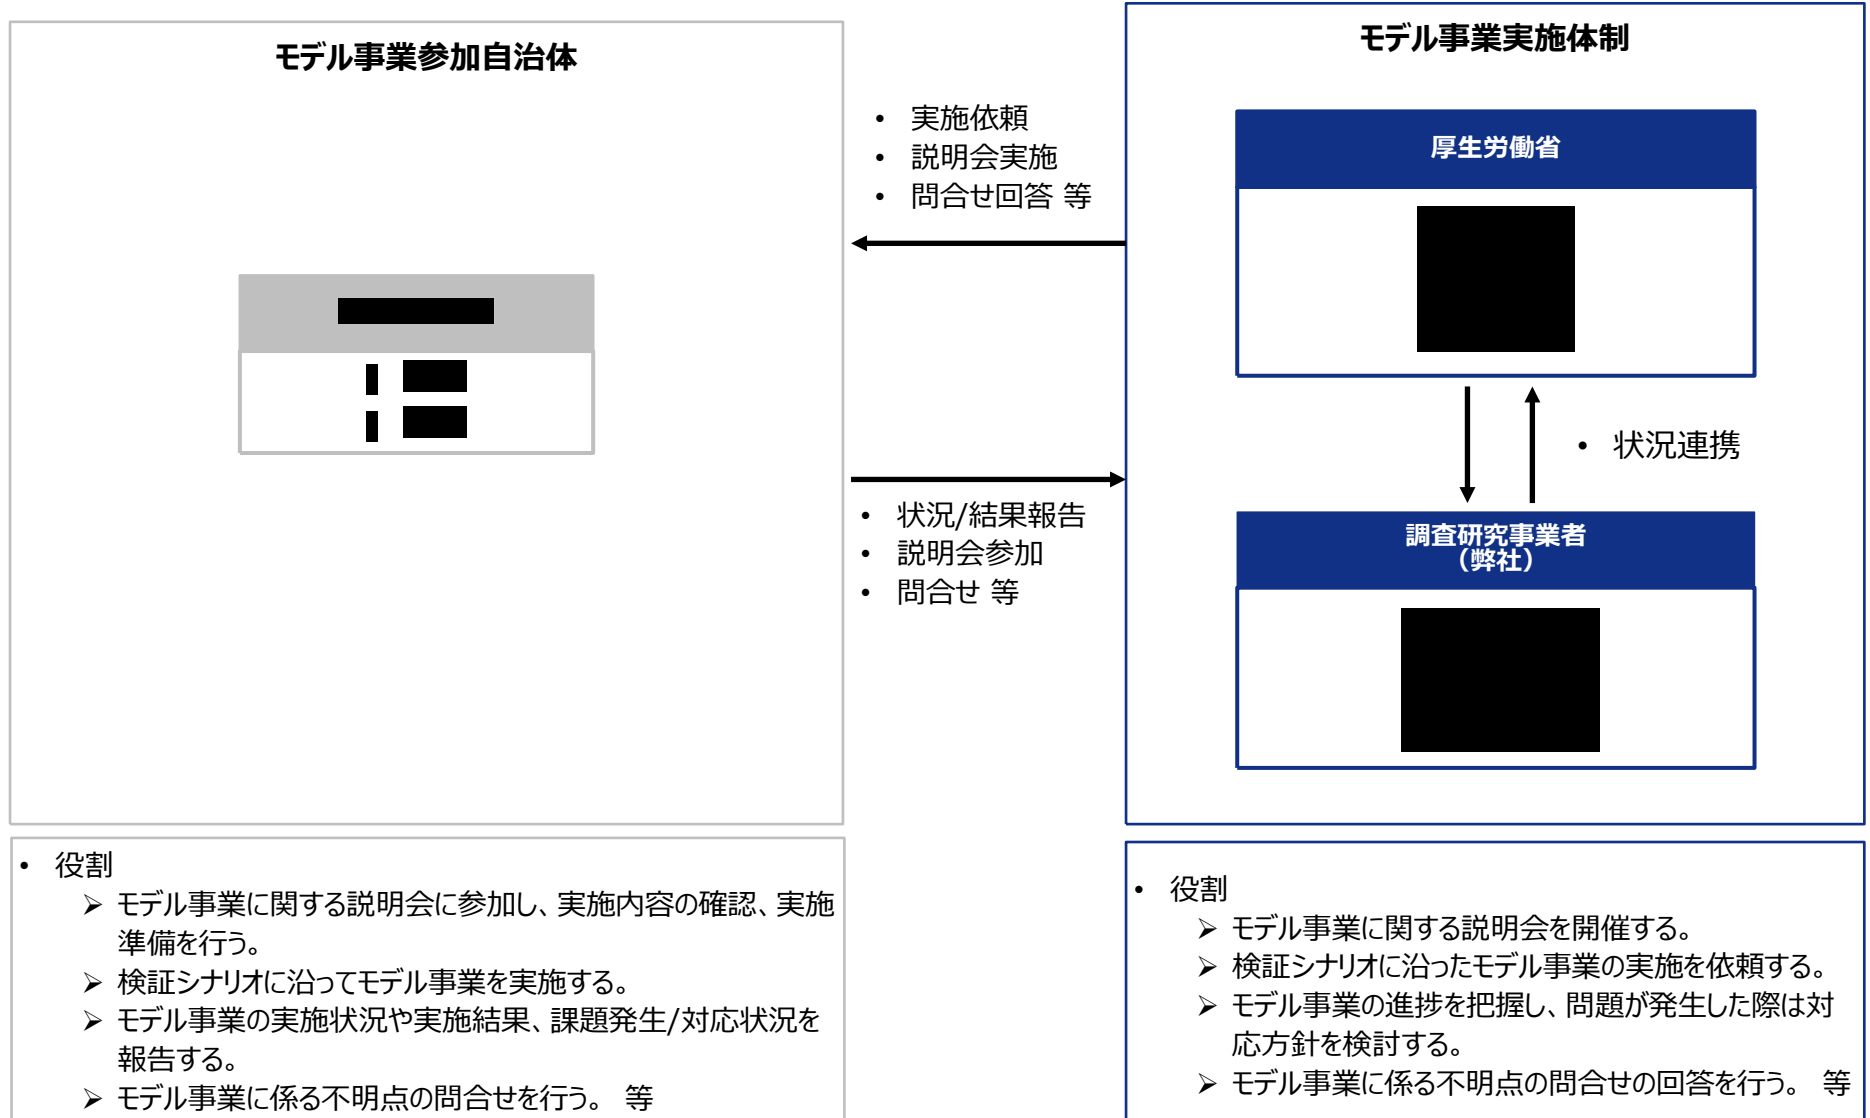 モデル事業参加自治体
• 実施依頼
• 説明会実施
• 問合せ回答 等
• 状況/結果報告
• 説明会参加
• 問合せ 等
モデル事業実施体制
厚生労働省
• 状況連携
調査研究事業者
（弊社）
• 役割
➢ モデル事業に関する説明会に参加し、実施内容の確認、実施
準備を行う。
➢ 検証シナリオに沿ってモデル事業を実施する。
➢ モデル事業の実施状況や実施結果、課題発生/対応状況を
報告する。
➢ モデル事業に係る不明点の問合せを行う。 等
• 役割
➢ モデル事業に関する説明会を開催する。
➢ 検証シナリオに沿ったモデル事業の実施を依頼する。
➢ モデル事業の進捗を把握し、問題が発生した際は対
応方針を検討する。
➢ モデル事業に係る不明点の問合せの回答を行う。 等